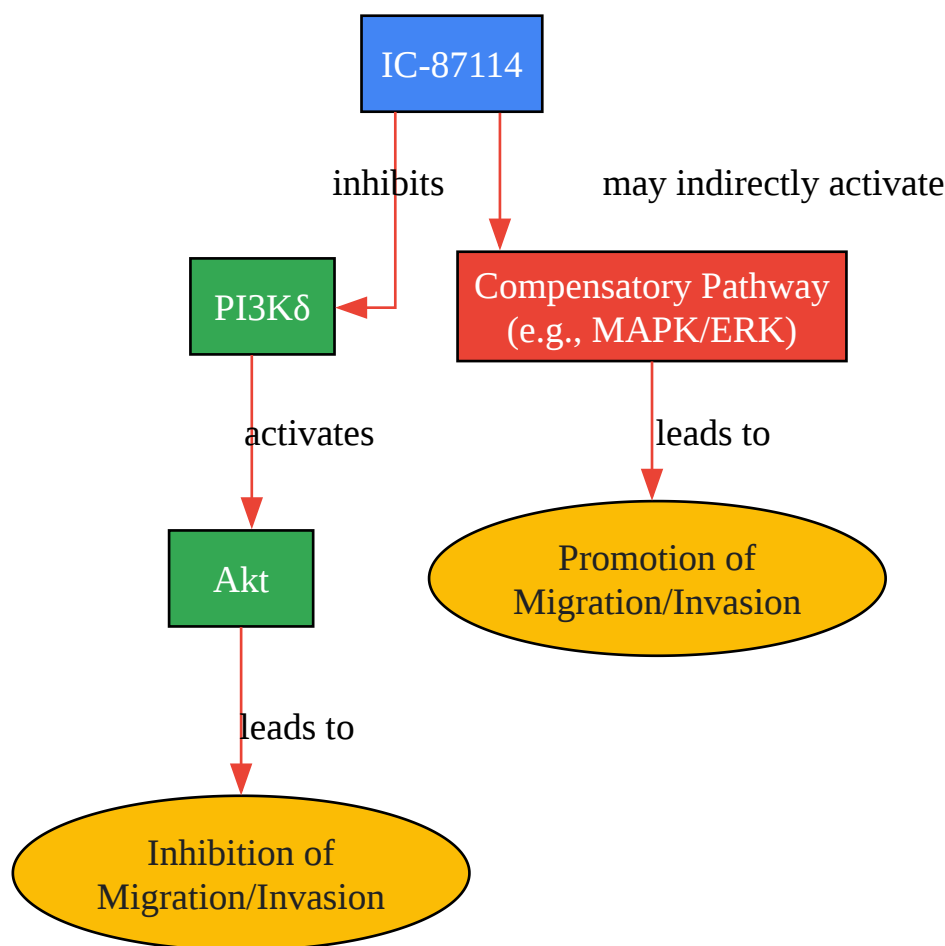 IC-87114
inhibits
may indirectly activate
PI3Kδ
Compensatory Pathway
(e.g., MAPK/ERK)
activates
leads to
Akt
Promotion of
Migration/Invasion
leads to
Inhibition of
Migration/Invasion